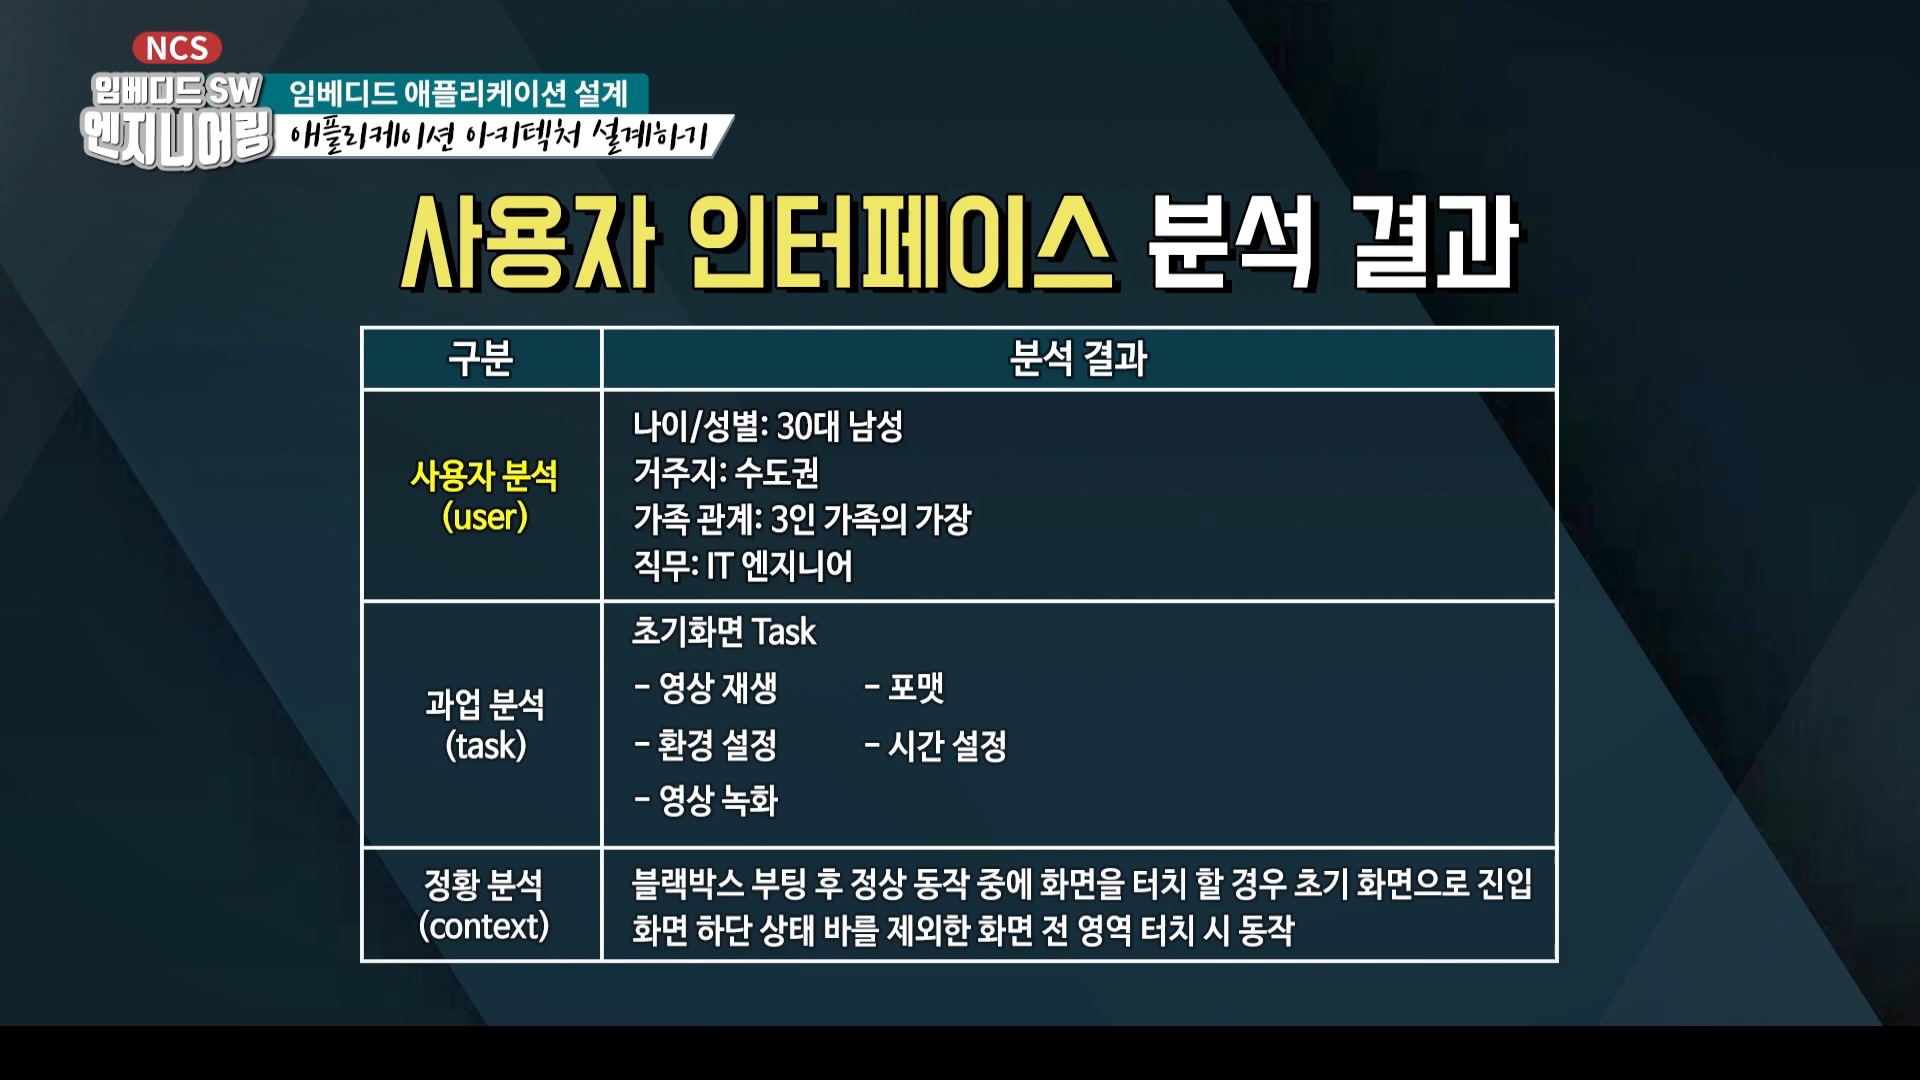 NCS
임베디드 SW
엔지니어링
임베디드 애플리케이션 설계
애플리케이션 아키텍처 설계하기
사용자 인터페이스 분석 결과
구분
분석 결과
사용자 분석
(user)
나이/성별: 30대 남성
거주지: 수도권
가족 관계: 3인 가족의 가장
직무: IT 엔지니어
과업 분석
(task)
초기화면 Task
- 영상 재생 - 포맷
- 환경 설정 - 시간 설정
- 영상 녹화
정황 분석
(context)
블랙박스 부팅 후 정상 동작 중에 화면을 터치 할 경우 초기 화면으로 진입
화면 하단 상태 바를 제외한 화면 전 영역 터치 시 동작